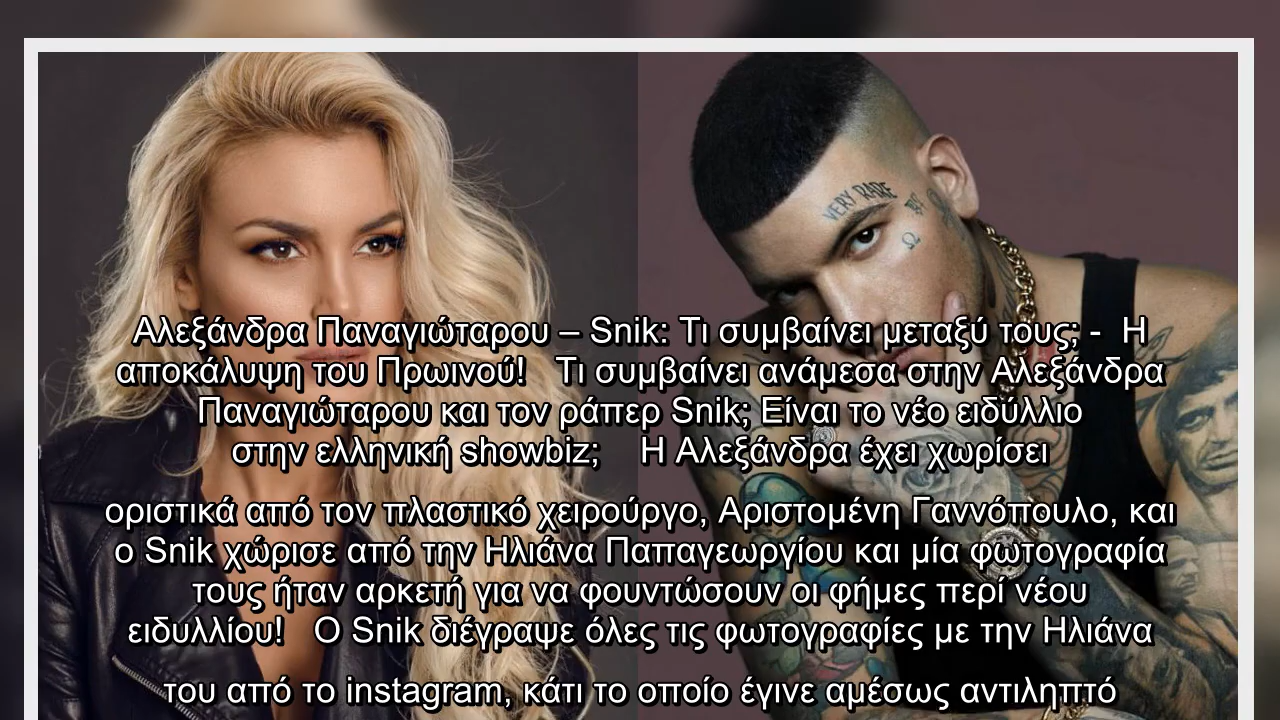 VERY RARE
Αλεξάνδρα Παναγιώταρου – Snik: Τι συμβαίνει μεταξύ τους; - Η
αποκάλυψη του Πρωινού! Τι συμβαίνει ανάμεσα στην Αλεξάνδρα
Παναγιώταρου και τον ράπερ Snik; Είναι το νέο ειδύλλιο
στην ελληνική showbiz; Η Αλεξάνδρα έχει χωρίσει
οριστικά από τον πλαστικό χειρούργο, Αριστομένη Γαννόπουλο, και
ο Snik χώρισε από την Ηλιάνα Παπαγεωργίου και μία φωτογραφία
τους ήταν αρκετή για να φουντώσουν οι φήμες περί νέου
ειδυλλίου! Ο Snik διέγραψε όλες τις φωτογραφίες με την Ηλιάνα
του από το instagram, κάτι το οποίο έγινε αμέσως αντιληπτό